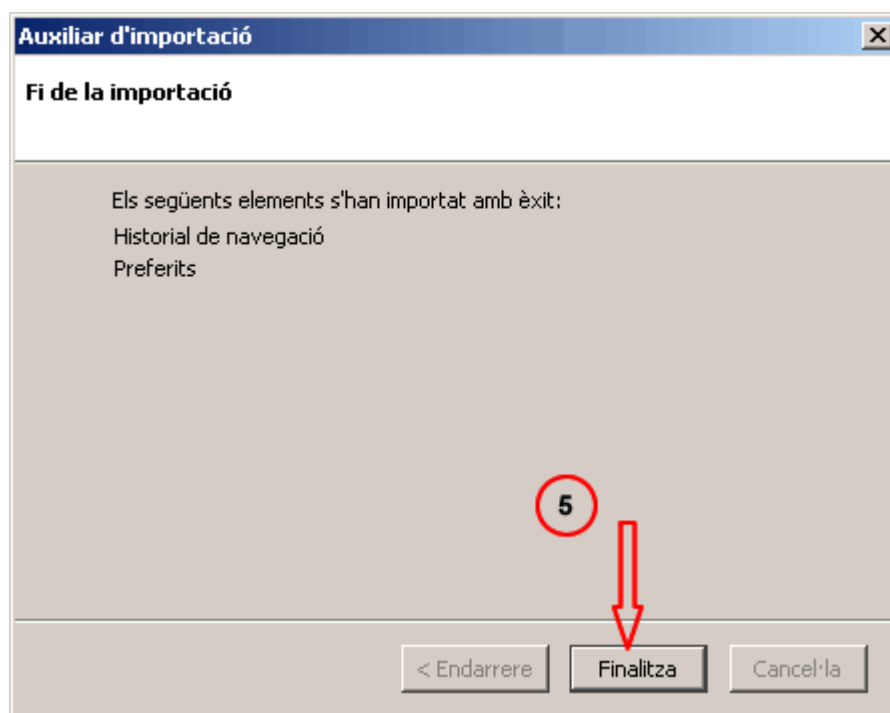 Auxiliar d'importació
Fi de la importació
Els següents elements s'han importat amb èxit:
Historial de navegació
Preferits
5
< Endarrere
Finalitza
Cancel·la